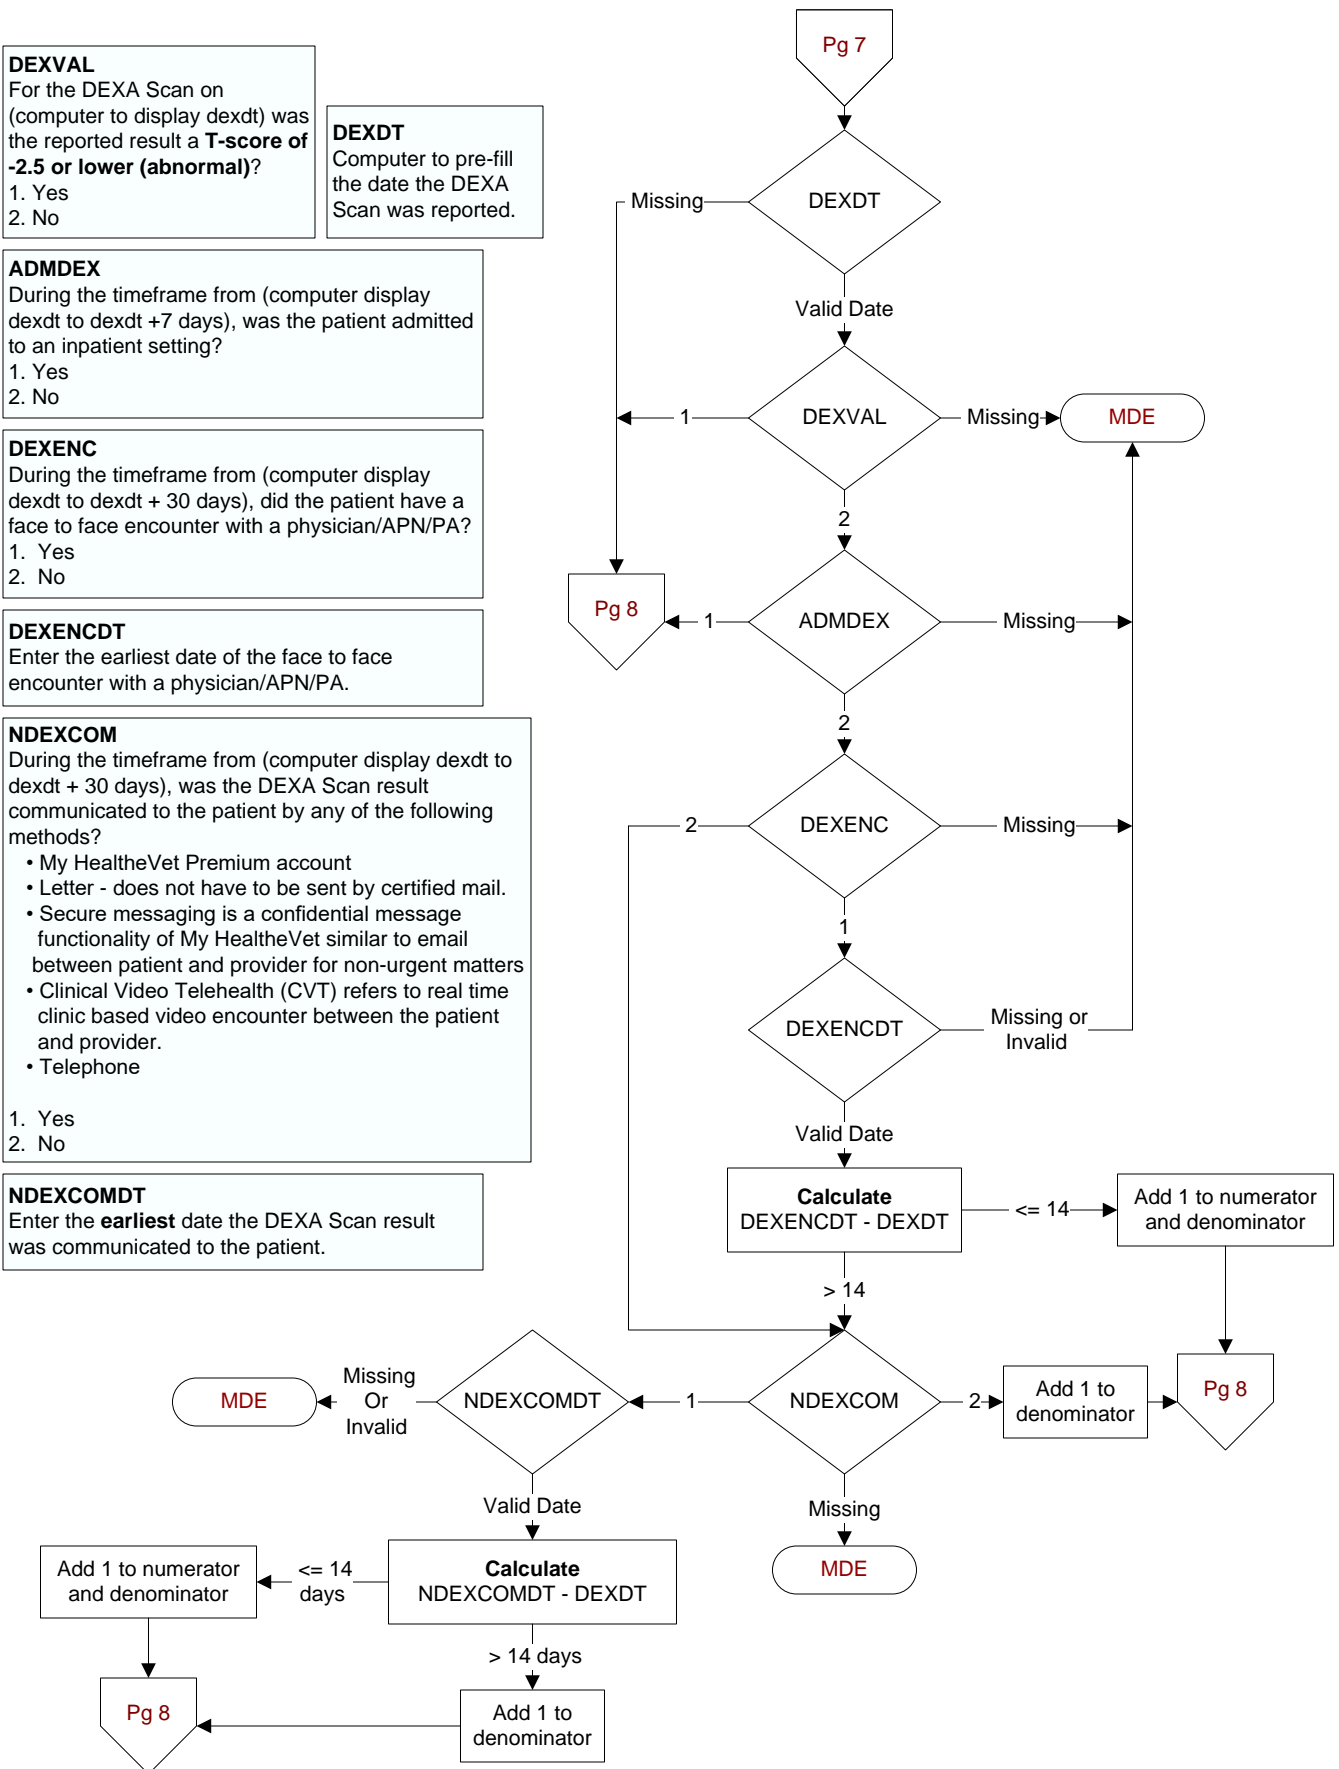 DEXVAL
For the DEXA Scan on
(computer to display dexdt) was
the reported result a T-score of
-2.5 or lower (abnormal)?
1. Yes
2. No
DEXDT
Computer to pre-fill
the date the DEXA
Scan was reported.
ADMDEX
During the timeframe from (computer display
dexdt to dexdt +7 days), was the patient admitted
to an inpatient setting?
1. Yes
2. No
DEXENC
During the timeframe from (computer display
dexdt to dexdt + 30 days), did the patient have a
face to face encounter with a physician/APN/PA?
1. Yes
2. No
DEXENCDT
Enter the earliest date of the face to face
encounter with a physician/APN/PA.
NDEXCOM
During the timeframe from (computer display dexdt to
dexdt + 30 days), was the DEXA Scan result
communicated to the patient by any of the following
methods?
• My HealtheVet Premium account
• Letter - does not have to be sent by certified mail.
• Secure messaging is a confidential message
functionality of My HealtheVet similar to email
between patient and provider for non-urgent matters
• Clinical Video Telehealth (CVT) refers to real time
clinic based video encounter between the patient
and provider.
• Telephone
1. Yes
2. No
NDEXCOMDT
Enter the earliest date the DEXA Scan result
was communicated to the patient.
Pg 7
DEXDT
Missing
Valid Date
DEXVAL
1
Missing
MDE
2
ADMDEX
1
Pg 8
Missing
2
DEXENC
2
Missing
1
DEXENCDT
Missing or
Invalid
Valid Date
Calculate
DEXENCDT - DEXDT
<= 14
Add 1 to numerator
and denominator
> 14
NDEXCOM
2
Add 1 to
denominator
Pg 8
1
NDEXCOMDT
Missing
Or
Invalid
MDE
Missing
MDE
Valid Date
Calculate
NDEXCOMDT - DEXDT
<= 14
days
Add 1 to numerator
and denominator
> 14 days
Add 1 to
denominator
Pg 8